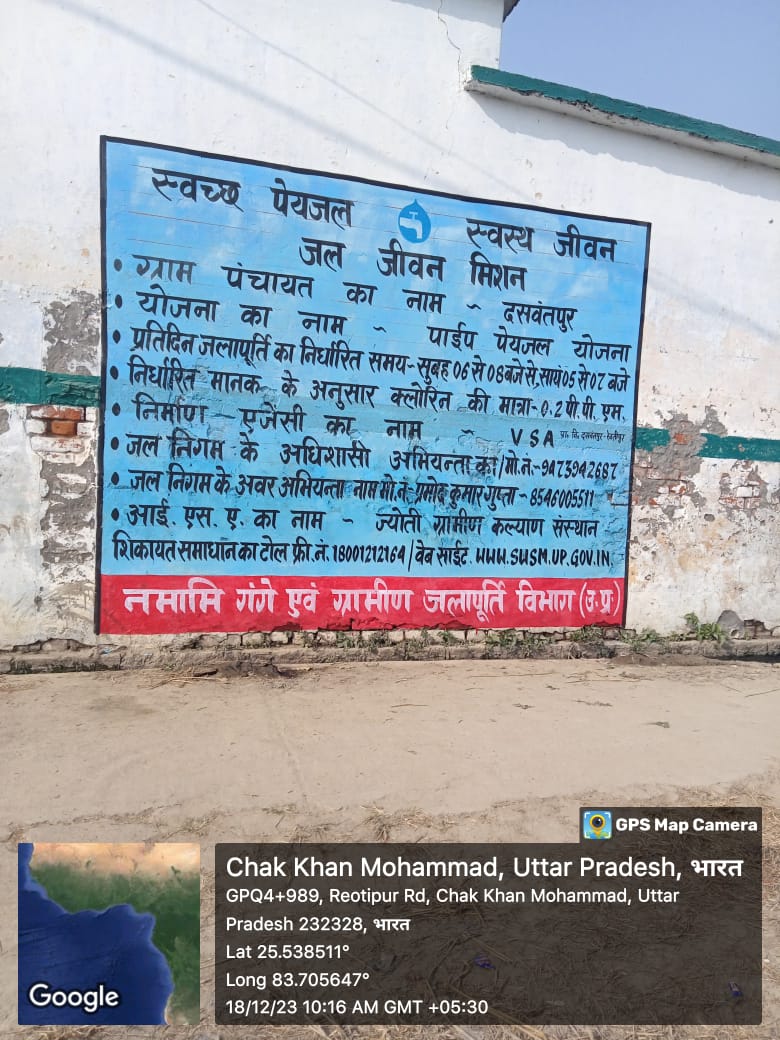 स्वच्छ पेयजल स्वस्थ जीवन
जल जीवन मिशन
• ग्राम पंचायत का नाम ~ दसवंतपुर
• योजना का नाम ~ पाईप पेयजल योजना
• प्रतिदिन जलापूर्ति का निर्धारित समय- सुबह 06 से 08 बजे से, सायं 05 से 07 बजे
• निर्धारित मानक के अनुसार क्लोरिन की मात्रा- 0.2 पी. पी. एम.
• निर्माण एजेंसी का नाम ~ VSA
• जल निगम के अधिशासी अभियन्ता का/मो.नं.-9473942687
• जल निगम के अवर अभियन्ता नाम मो.नं. प्रमोद कुमार गुप्ता - 8546005511
• आई. एस. ए. का नाम ~ ज्योती ग्रामीण कल्याण संस्थान
शिकायत समाधान का टोल फ्री. नं. 18001212164/वेब साईट. WWW.SWSM.UP.GOV.IN
नमामि गंगे एवं ग्रामीण जलापूर्ति विभाग (उ.प्र.)
GPS Map Camera
Chak Khan Mohammad, Uttar Pradesh, भारत
GPQ4+989, Reotipur Rd, Chak Khan Mohammad, Uttar
Pradesh 232328, भारत
Lat 25.538511°
Long 83.705647°
18/12/23 10:16 AM GMT +05:30
Google